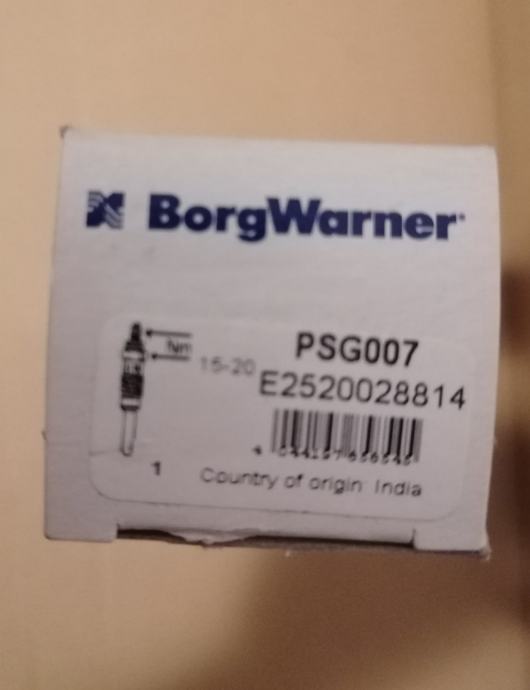 BorgWarner
Nm
15-20
PSG007
E2520028814
1
Country of origin: India